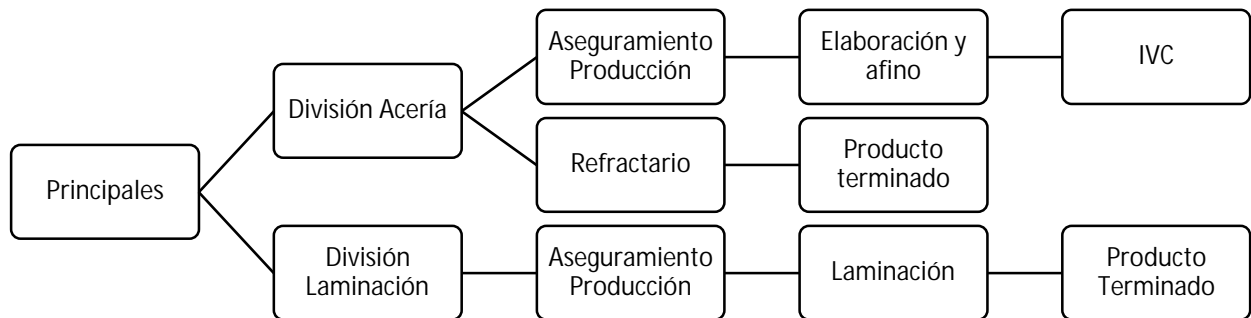 Principales
División Acería
Aseguramiento
Producción
Elaboración y
afino
IVC
Refractario
Producto
terminado
División
Laminación
Aseguramiento
Producción
Laminación
Producto
Terminado